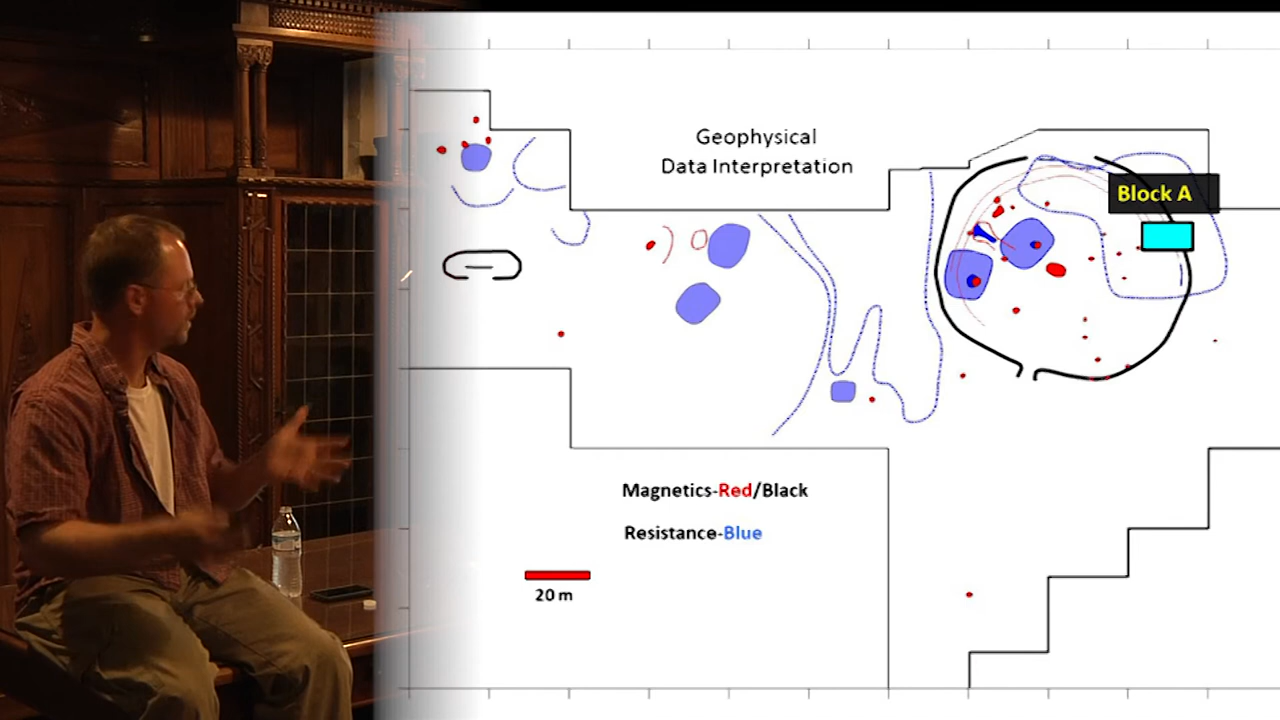 Geophysical
Data Interpretation
Block A
Magnetics-Red/Black
Resistance-Blue
20 m